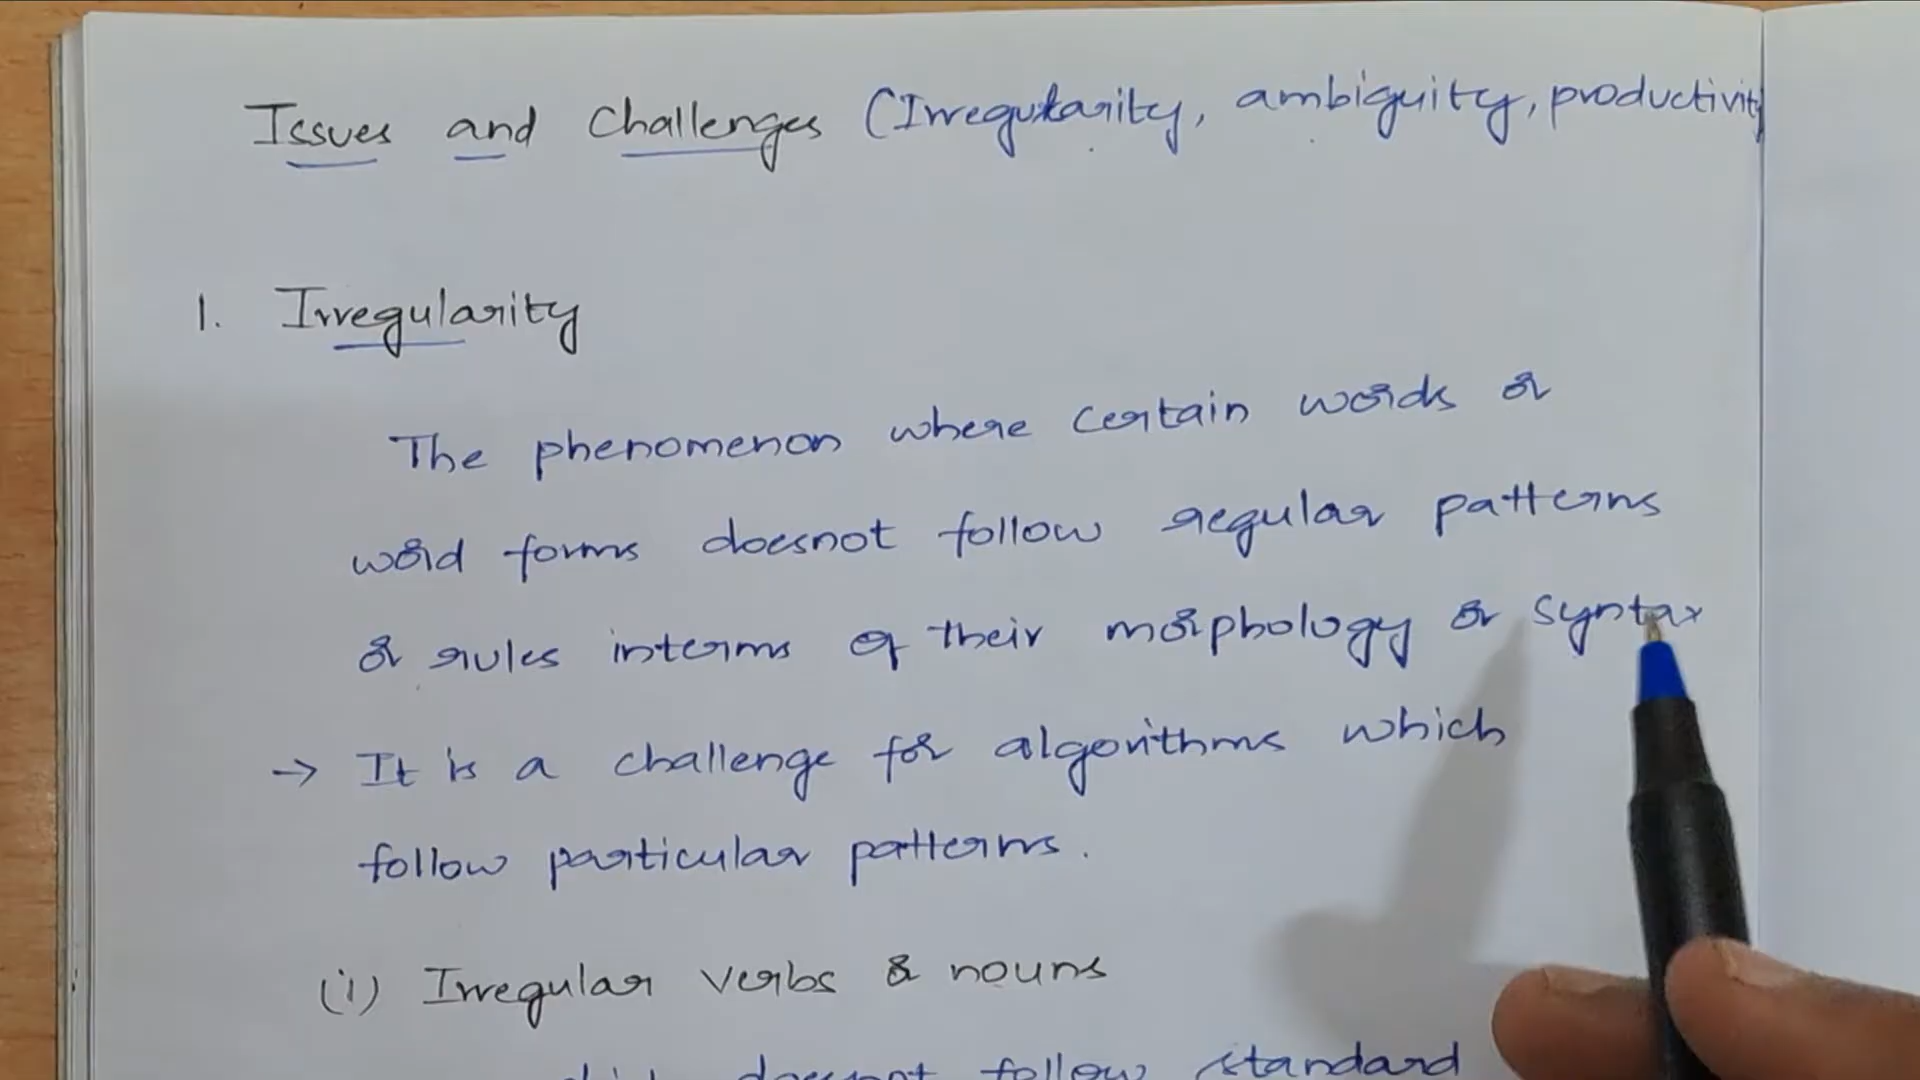 Issues and Challenges (Irregularity, ambiguity, productivity
1. Irregularity
The phenomenon where certain words or
word forms doesnot follow regular patterns
or rules interms of their morphology or syntax
→ It is a challenge for algorithms which
follow particular patterns.
(i) Irregular verbs & nouns
doesnot follow standard